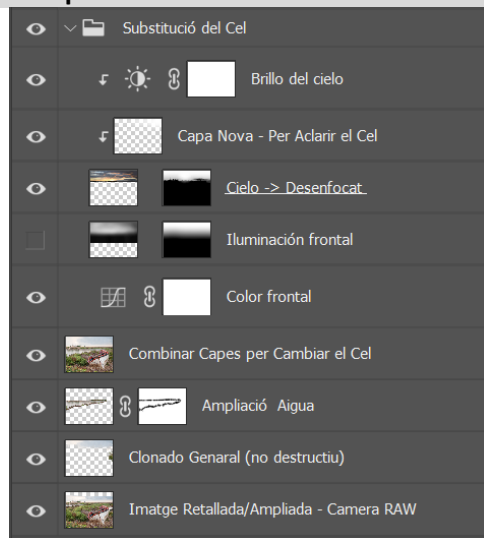 Substitució del Cel
Brillo del cielo
Capa Nova - Per Aclarir el Cel
Cielo -> Desenfocat
Iluminación frontal
Color frontal
Combinar Capes per Cambiar el Cel
Ampliació Aigua
Clonado Genaral (no destructiu)
Imatge Retallada/Ampliada - Camera RAW